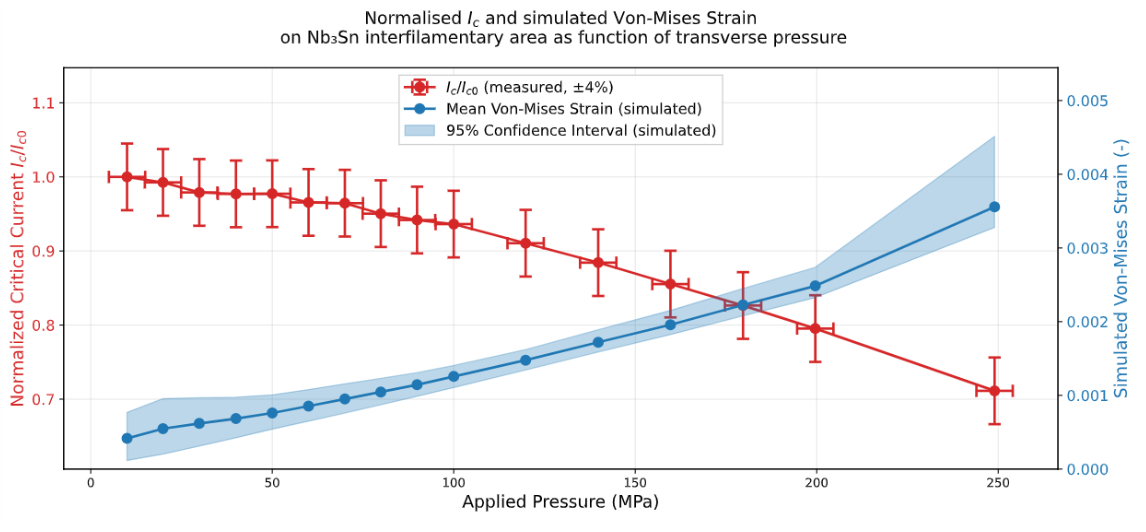 Normalised I_c and simulated Von-Mises Strain
on Nb₃Sn interfilamentary area as function of transverse pressure
I_c/I_c0 (measured, ±4%)
Mean Von-Mises Strain (simulated)
95% Confidence Interval (simulated)
Normalized Critical Current I_c/I_c0
1.1
1.0
0.9
0.8
0.7
0.005
0.004
0.003
0.002
0.001
0.000
Simulated Von-Mises Strain (-)
0
50
100
150
200
250
Applied Pressure (MPa)